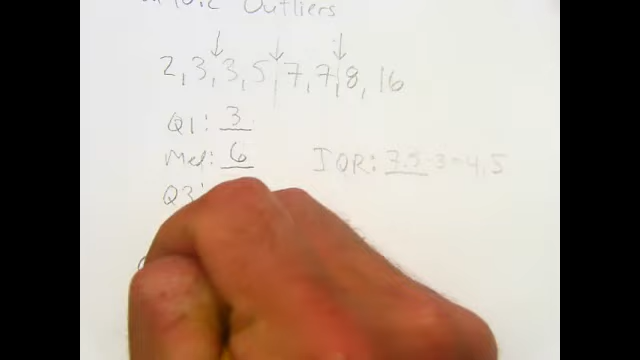 Outliers
2, 3, 3, 5, 7, 7, 8, 16
Q1: 3
Med: 6
IQR: 7.5 - 3 = 4.5
Q3: